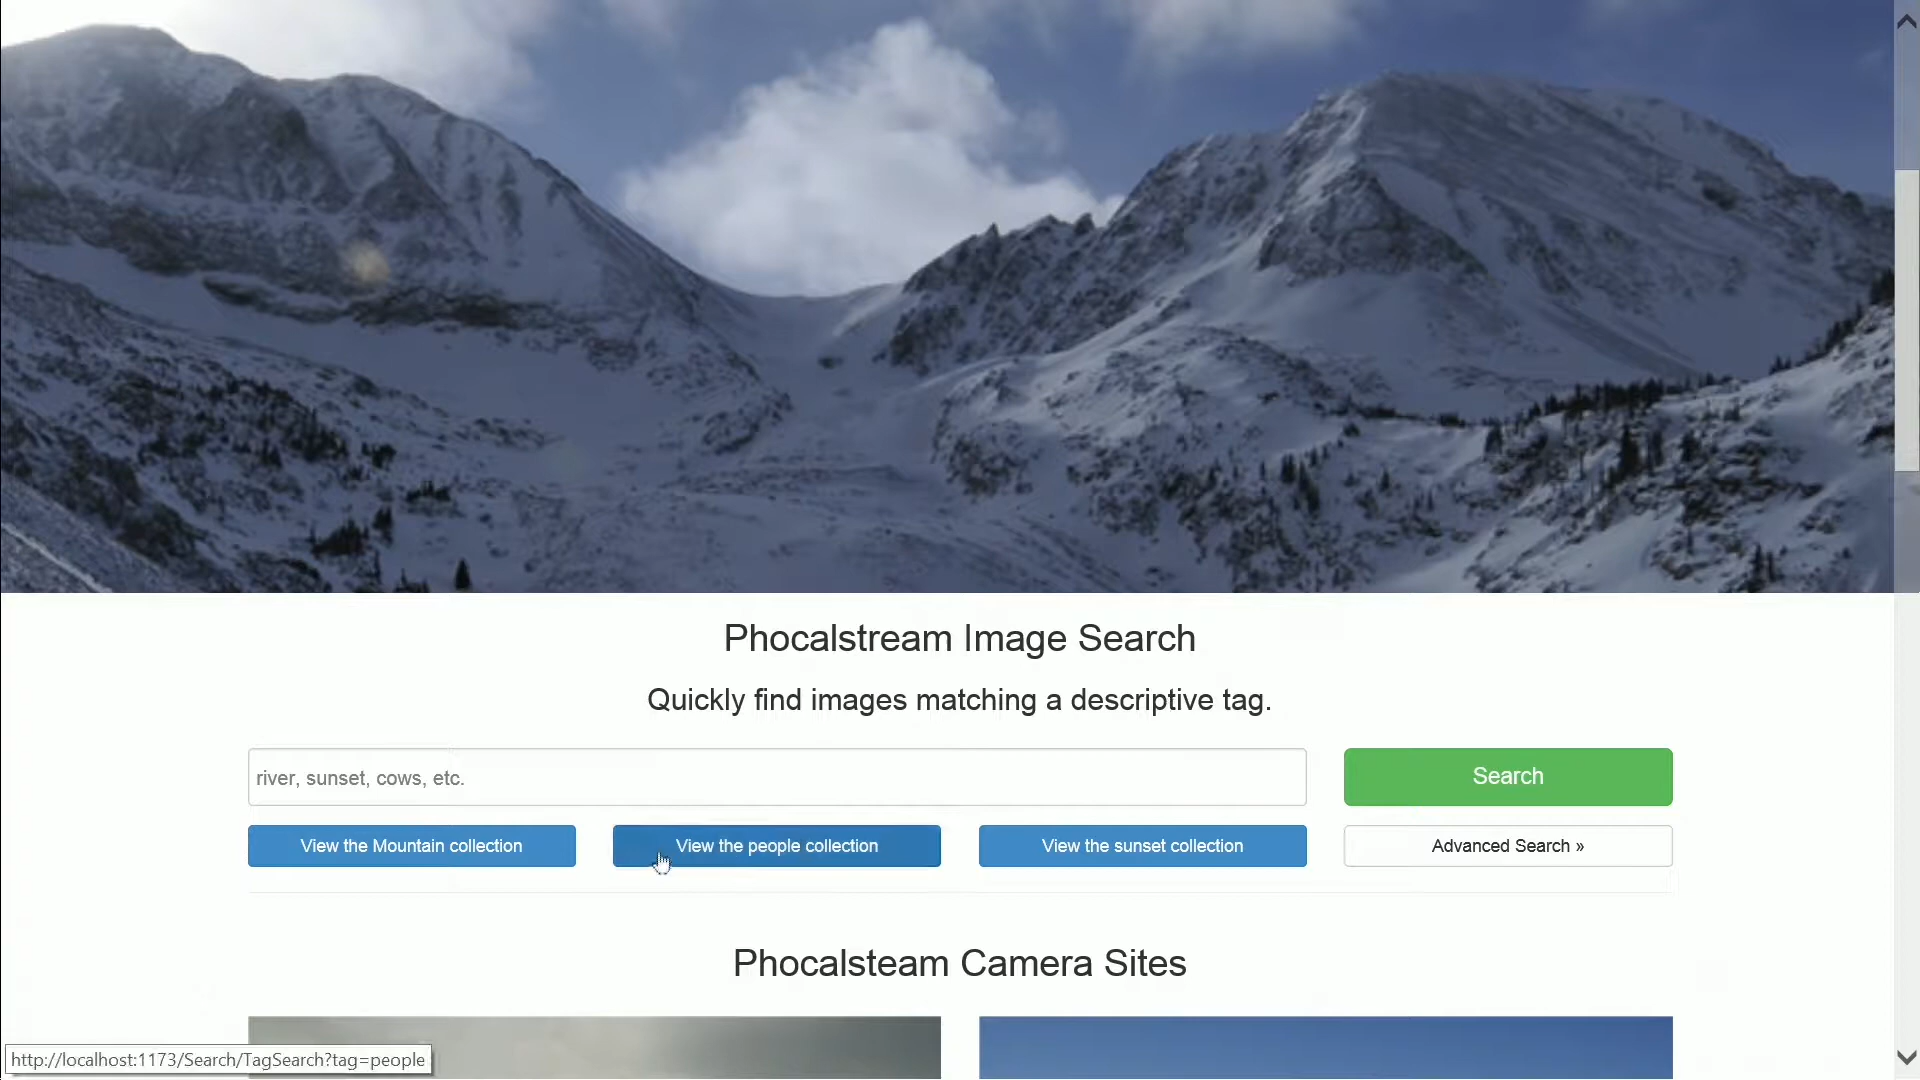 Phocalstream Image Search
Quickly find images matching a descriptive tag.
river, sunset, cows, etc.
Search
View the Mountain collection
View the people collection
View the sunset collection
Advanced Search »
Phocalsteam Camera Sites
http://localhost:1173/Search/TagSearch?tag=people